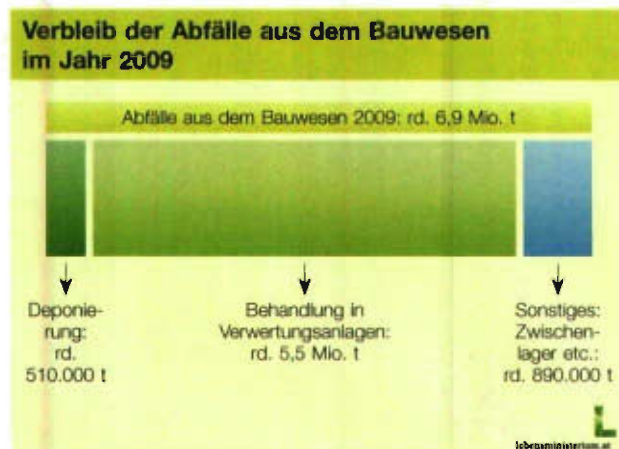 Verbleib der Abfälle aus dem Bauwesen
im Jahr 2009
Abfälle aus dem Bauwesen 2009: rd. 6,9 Mio. t
Deponie-
rung:
rd.
510.000 t
Behandlung in
Verwertungsanlagen:
rd. 5,5 Mio. t
Sonstiges:
Zwischen-
lager etc.:
rd. 890.000 t
L
lebensministerium.at